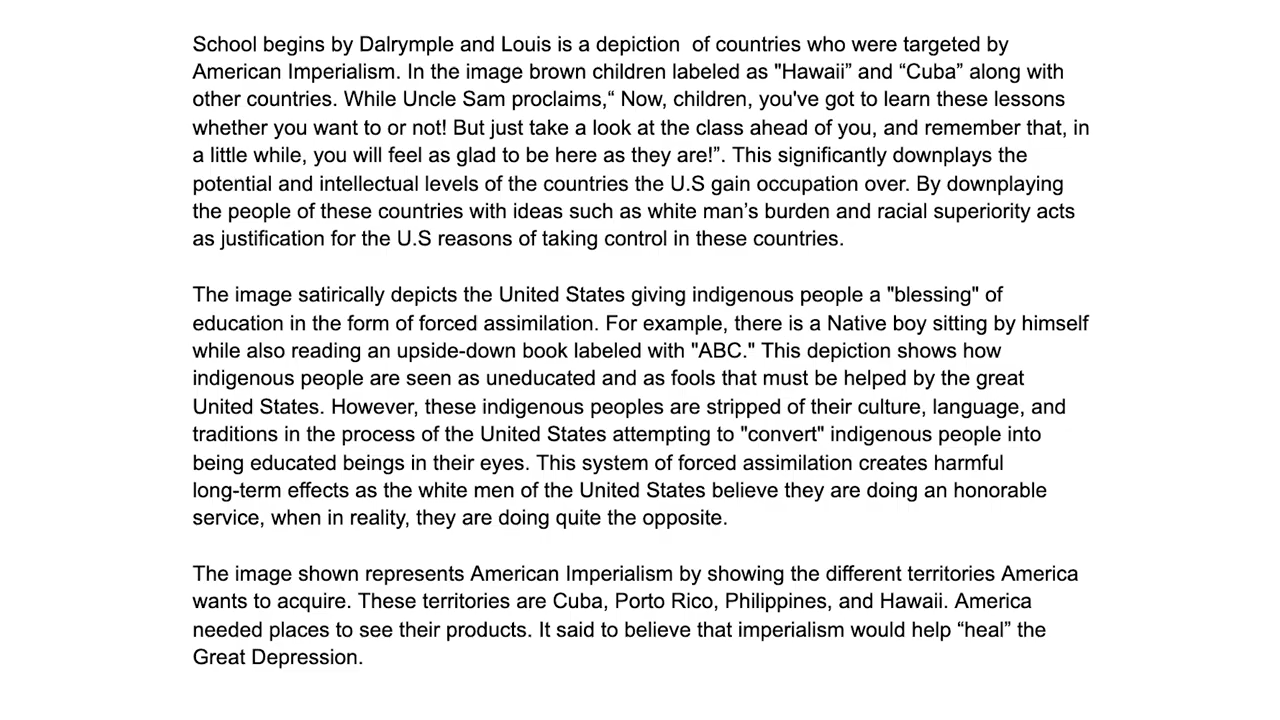 School begins by Dalrymple and Louis is a depiction  of countries who were targeted by
American Imperialism. In the image brown children labeled as "Hawaii” and “Cuba” along with
other countries. While Uncle Sam proclaims,“ Now, children, you've got to learn these lessons
whether you want to or not! But just take a look at the class ahead of you, and remember that, in
a little while, you will feel as glad to be here as they are!”. This significantly downplays the
potential and intellectual levels of the countries the U.S gain occupation over. By downplaying
the people of these countries with ideas such as white man’s burden and racial superiority acts
as justification for the U.S reasons of taking control in these countries.

The image satirically depicts the United States giving indigenous people a "blessing" of
education in the form of forced assimilation. For example, there is a Native boy sitting by himself
while also reading an upside-down book labeled with "ABC." This depiction shows how
indigenous people are seen as uneducated and as fools that must be helped by the great
United States. However, these indigenous peoples are stripped of their culture, language, and
traditions in the process of the United States attempting to "convert" indigenous people into
being educated beings in their eyes. This system of forced assimilation creates harmful
long-term effects as the white men of the United States believe they are doing an honorable
service, when in reality, they are doing quite the opposite.

The image shown represents American Imperialism by showing the different territories America
wants to acquire. These territories are Cuba, Porto Rico, Philippines, and Hawaii. America
needed places to see their products. It said to believe that imperialism would help “heal” the
Great Depression.